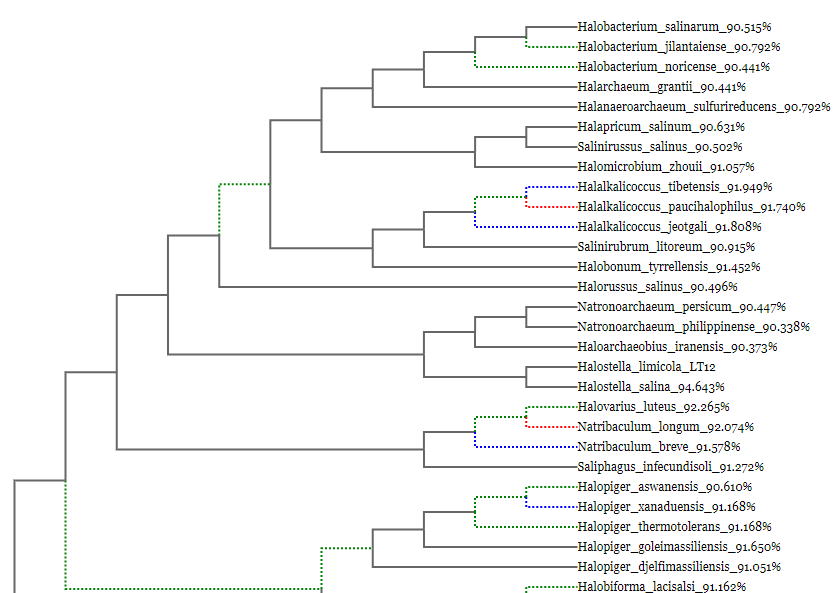 Halobacterium_salinarum_90.515%
Halobacterium_jilantaiense_90.792%
Halobacterium_noricense_90.441%
Halarchaeum_grantii_90.441%
Halanaeroarchaeum_sulfurireducens_90.792%
Halapricum_salinum_90.631%
Salinirussus_salinus_90.502%
Halomicrobium_zhouii_91.057%
Halalkalicoccus_tibetensis_91.949%
Halalkalicoccus_paucihalophilus_91.740%
Halalkalicoccus_jeotgali_91.808%
Salinirubrum_litoreum_90.915%
Halobonum_tyrrellensis_91.452%
Halorussus_salinus_90.496%
Natronoarchaeum_persicum_90.447%
Natronoarchaeum_philippinense_90.338%
Haloarchaeobius_iranensis_90.373%
Halostella_limicola_LT12
Halostella_salina_94.643%
Halovarius_luteus_92.265%
Natribaculum_longum_92.074%
Natribaculum_breve_91.578%
Saliphagus_infecundisoli_91.272%
Halopiger_aswanensis_90.610%
Halopiger_xanaduensis_91.168%
Halopiger_thermotolerans_91.168%
Halopiger_goleimassiliensis_91.650%
Halopiger_djelfimassiliensis_91.051%
Halobiforma_lacisalsi_91.162%